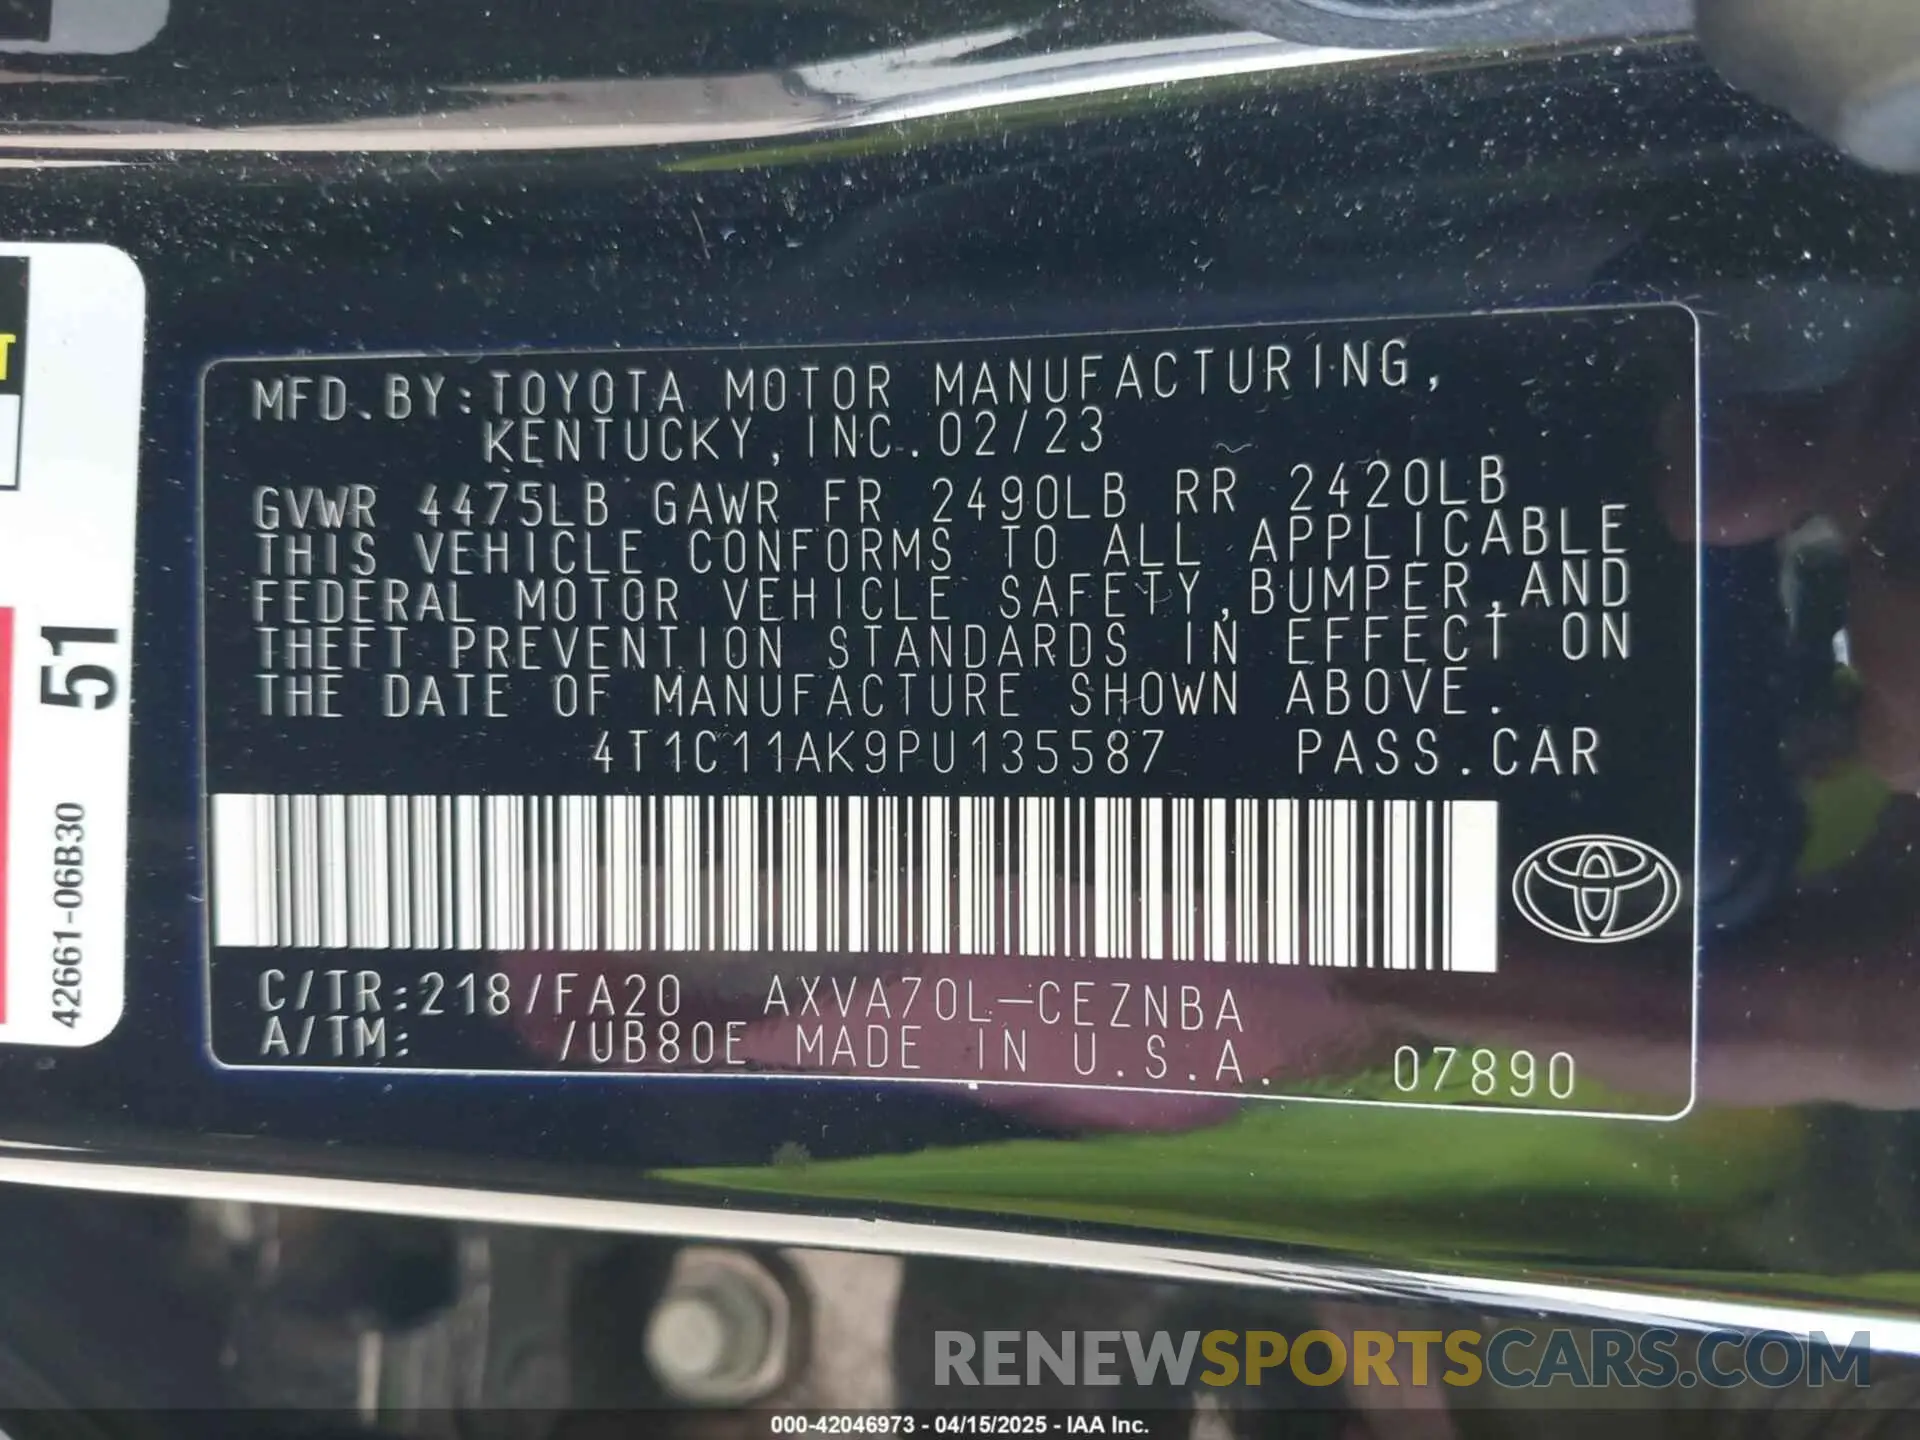 MFD.BY:TOYOTA MOTOR MANUFACTURING,
KENTUCKY,INC.02/23
GVWR 4475LB GAWR FR 2490LB RR 2420LB
THIS VEHICLE CONFORMS TO ALL APPLICABLE
FEDERAL MOTOR VEHICLE SAFETY,BUMPER,AND
THEFT PREVENTION STANDARDS IN EFFECT ON
THE DATE OF MANUFACTURE SHOWN ABOVE.
4T1C11AK9PU135587 PASS.CAR
C/TR:218/FA20 AXVA70L-CEZNBA
A/TM: /UB80E MADE IN U.S.A. 07890
51
42661-06B30
RENEWSPORTSCARS.COM
000-42046973 - 04/15/2025 - IAA Inc.